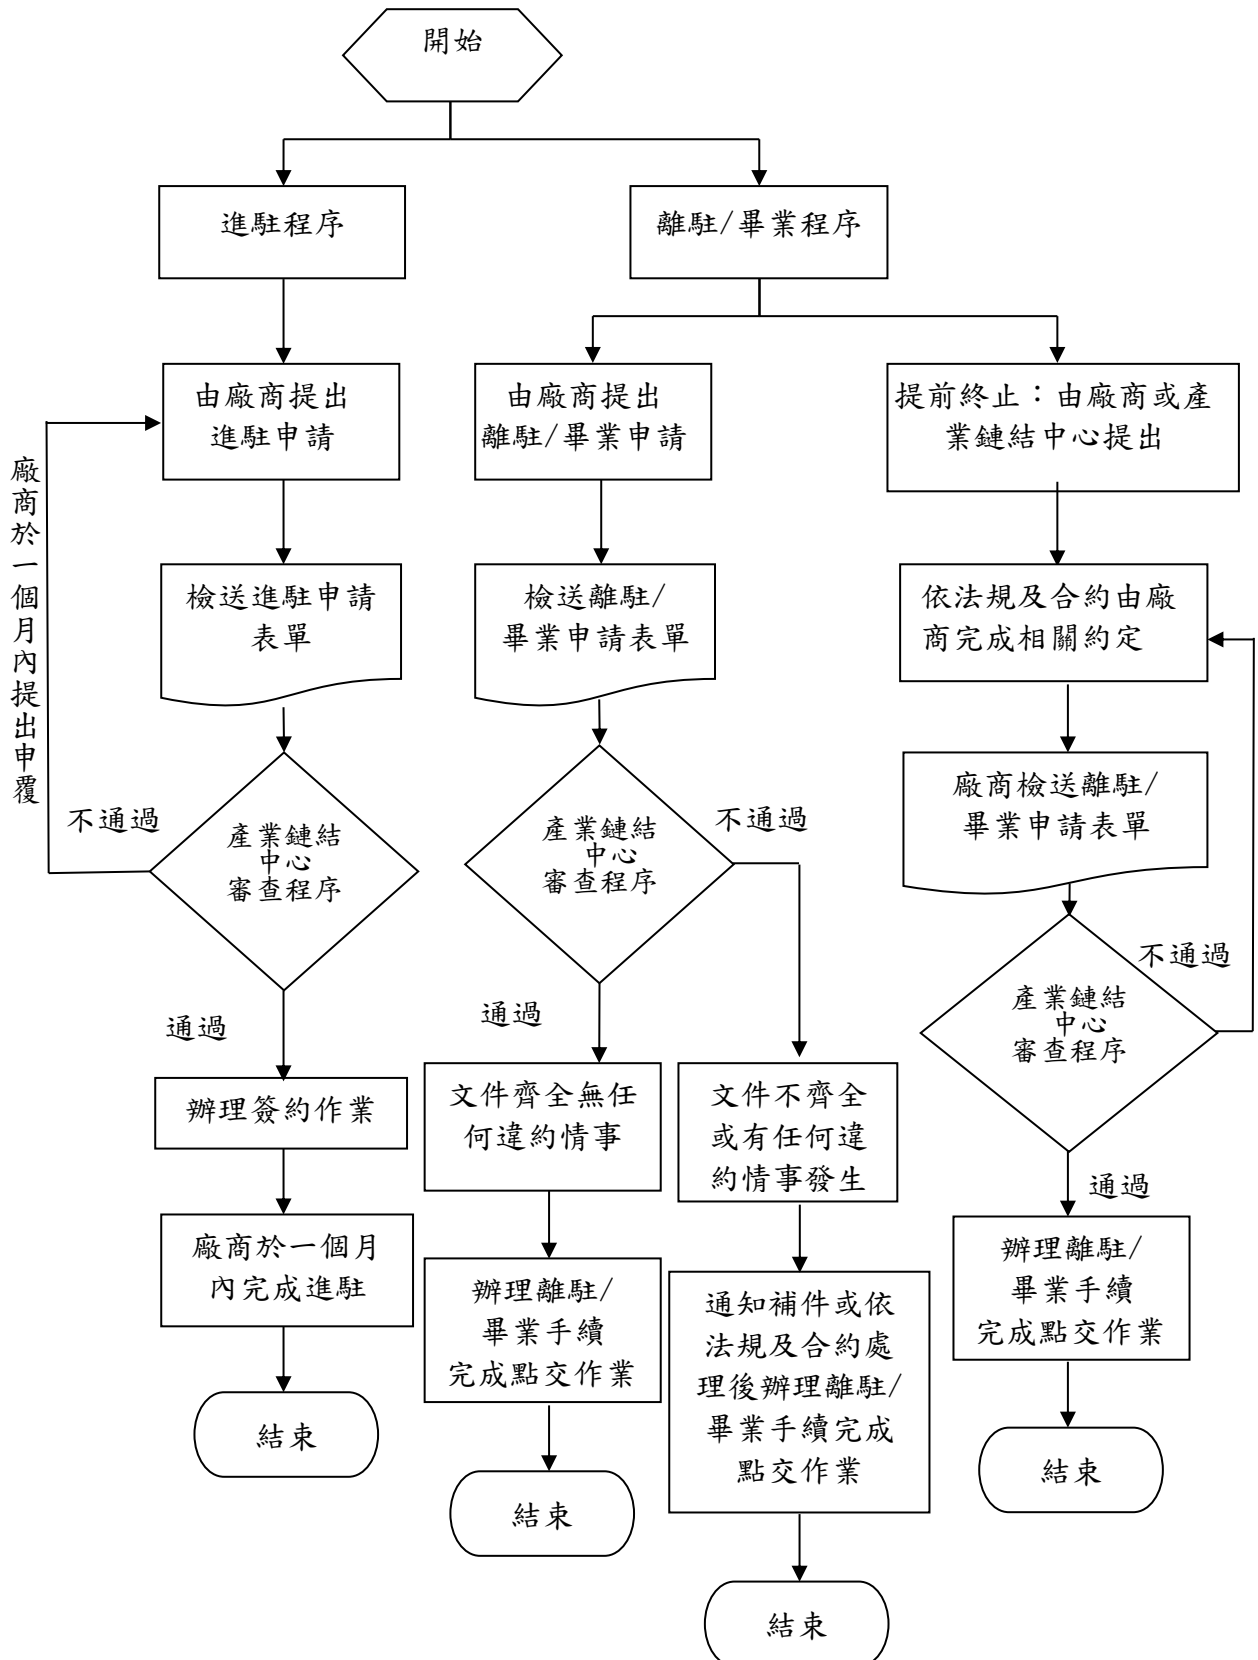 開始
進駐程序
離駐/畢業程序
由廠商提出
進駐申請
由廠商提出
離駐/畢業申請
提前終止：由廠商或產
業鏈結中心提出
廠商於一個月內提出申覆
檢送進駐申請
表單
檢送離駐/
畢業申請表單
依法規及合約由廠
商完成相關約定
廠商檢送離駐/
畢業申請表單
不通過
產業鏈結
中心
審查程序
產業鏈結
中心
審查程序
不通過
不通過
產業鏈結
中心
審查程序
通過
通過
通過
辦理簽約作業
文件齊全無任
何違約情事
文件不齊全
或有任何違
約情事發生
廠商於一個月
內完成進駐
辦理離駐/
畢業手續
完成點交作業
通知補件或依
法規及合約處
理後辦理離駐/
畢業手續完成
點交作業
辦理離駐/
畢業手續
完成點交作業
結束
結束
結束
結束